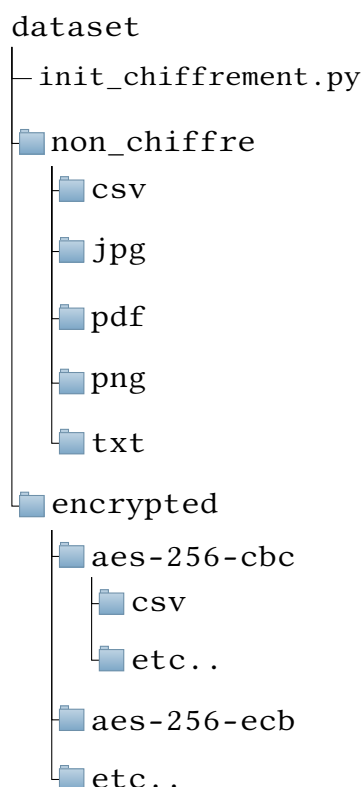 dataset
init_chiffrement.py
non_chiffre
csv
jpg
pdf
png
txt
encrypted
aes-256-cbc
csv
etc..
aes-256-ecb
etc..